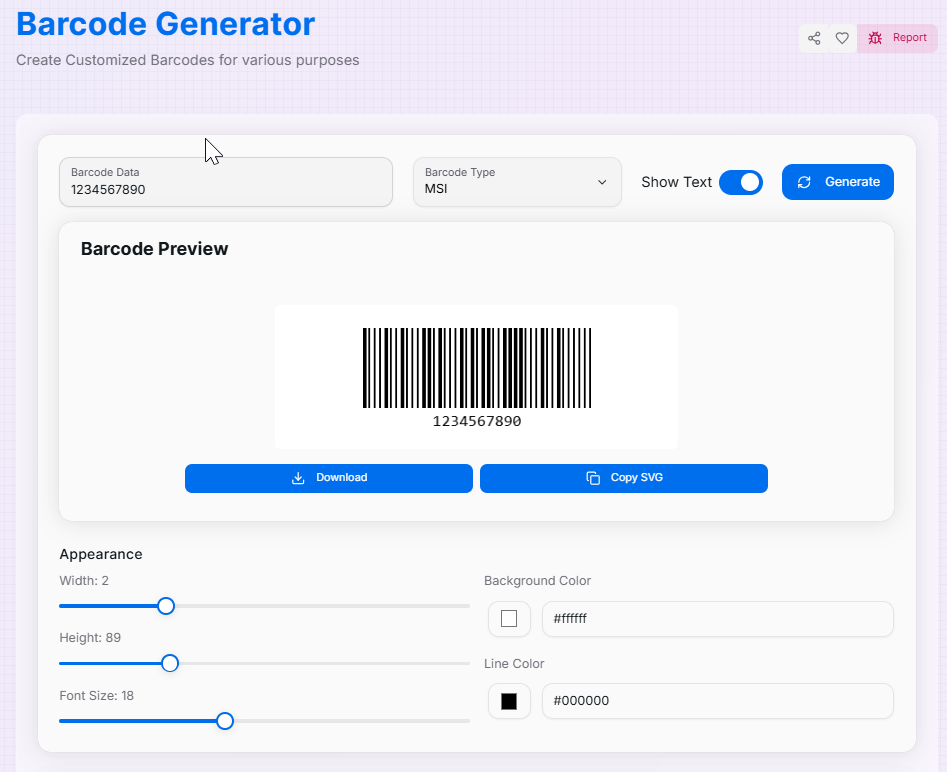 Barcode Generator
Create Customized Barcodes for various purposes
Report
Barcode Data
1234567890
Barcode Type
MSI
Show Text
Generate
Barcode Preview
1234567890
Download
Copy SVG
Appearance
Width: 2
Height: 89
Font Size: 18
Background Color
#ffffff
Line Color
#000000